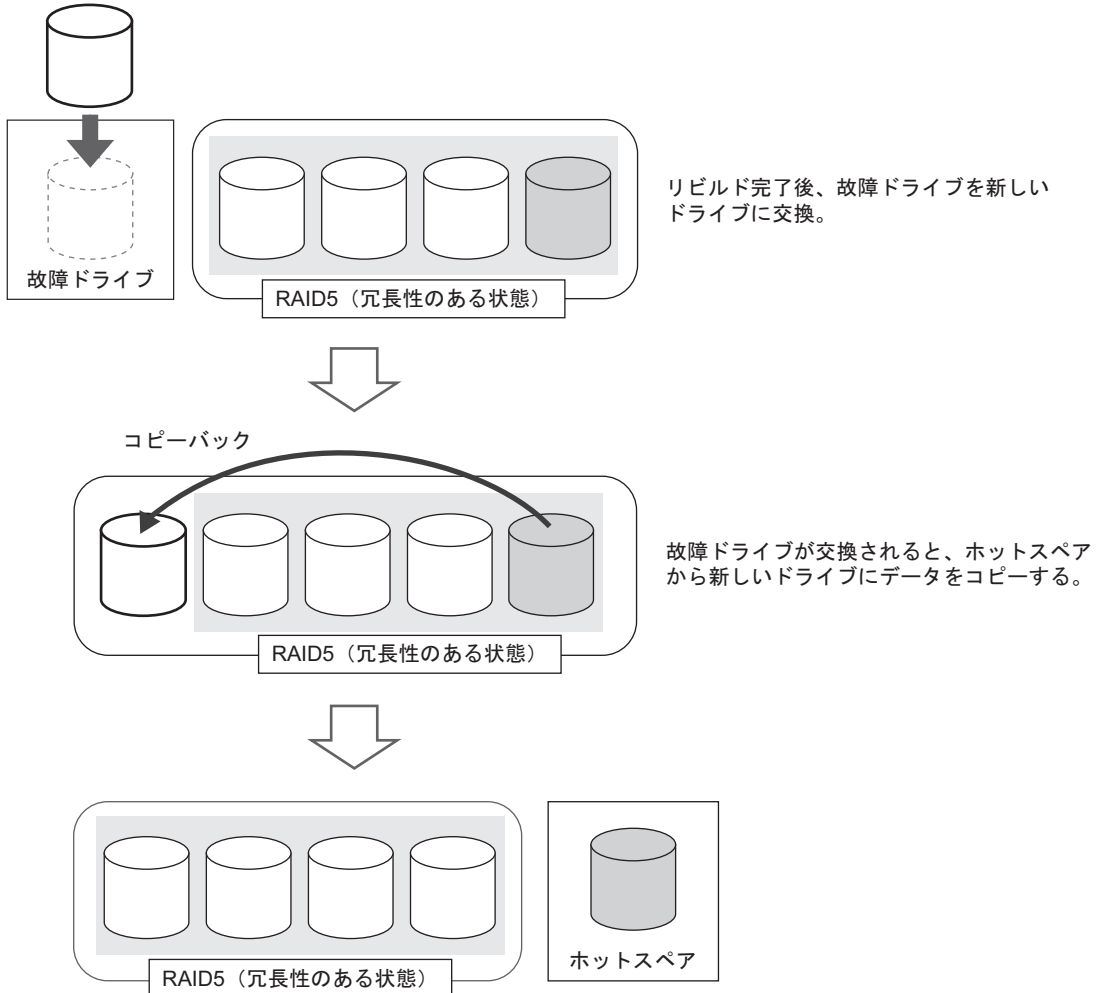 故障ドライブ
RAID5（冗長性のある状態）
リビルド完了後、故障ドライブを新しい
ドライブに交換。
コピーバック
RAID5（冗長性のある状態）
故障ドライブが交換されると、ホットスペア
から新しいドライブにデータをコピーする。
RAID5（冗長性のある状態）
ホットスペア